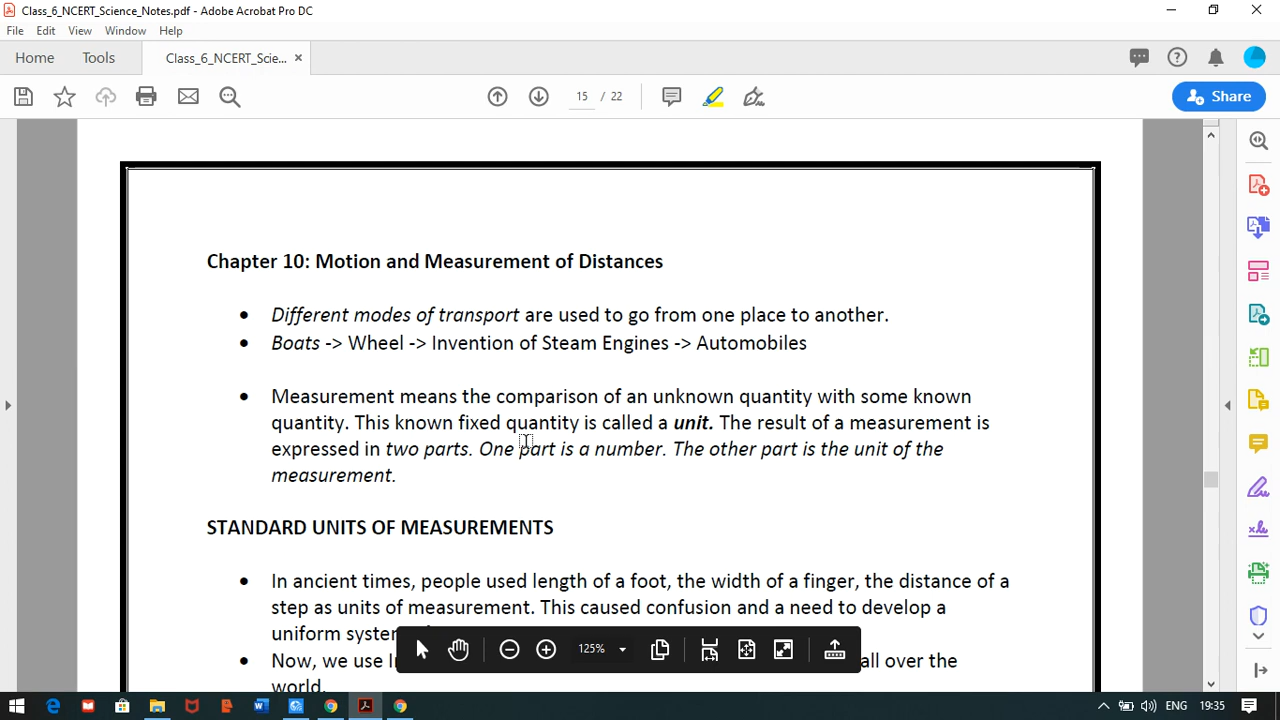 Class_6_NCERT_Science_Notes.pdf - Adobe Acrobat Pro DC
File Edit View Window Help
Home Tools Class_6_NCERT_Scie... ×
15 / 22
Share
Chapter 10: Motion and Measurement of Distances
• Different modes of transport are used to go from one place to another.
• Boats -> Wheel -> Invention of Steam Engines -> Automobiles
• Measurement means the comparison of an unknown quantity with some known
quantity. This known fixed quantity is called a unit. The result of a measurement is
expressed in two parts. One part is a number. The other part is the unit of the
measurement.
STANDARD UNITS OF MEASUREMENTS
• In ancient times, people used length of a foot, the width of a finger, the distance of a
step as units of measurement. This caused confusion and a need to develop a
uniform
125%
• Now, we use all over the
world.
ENG 19:35